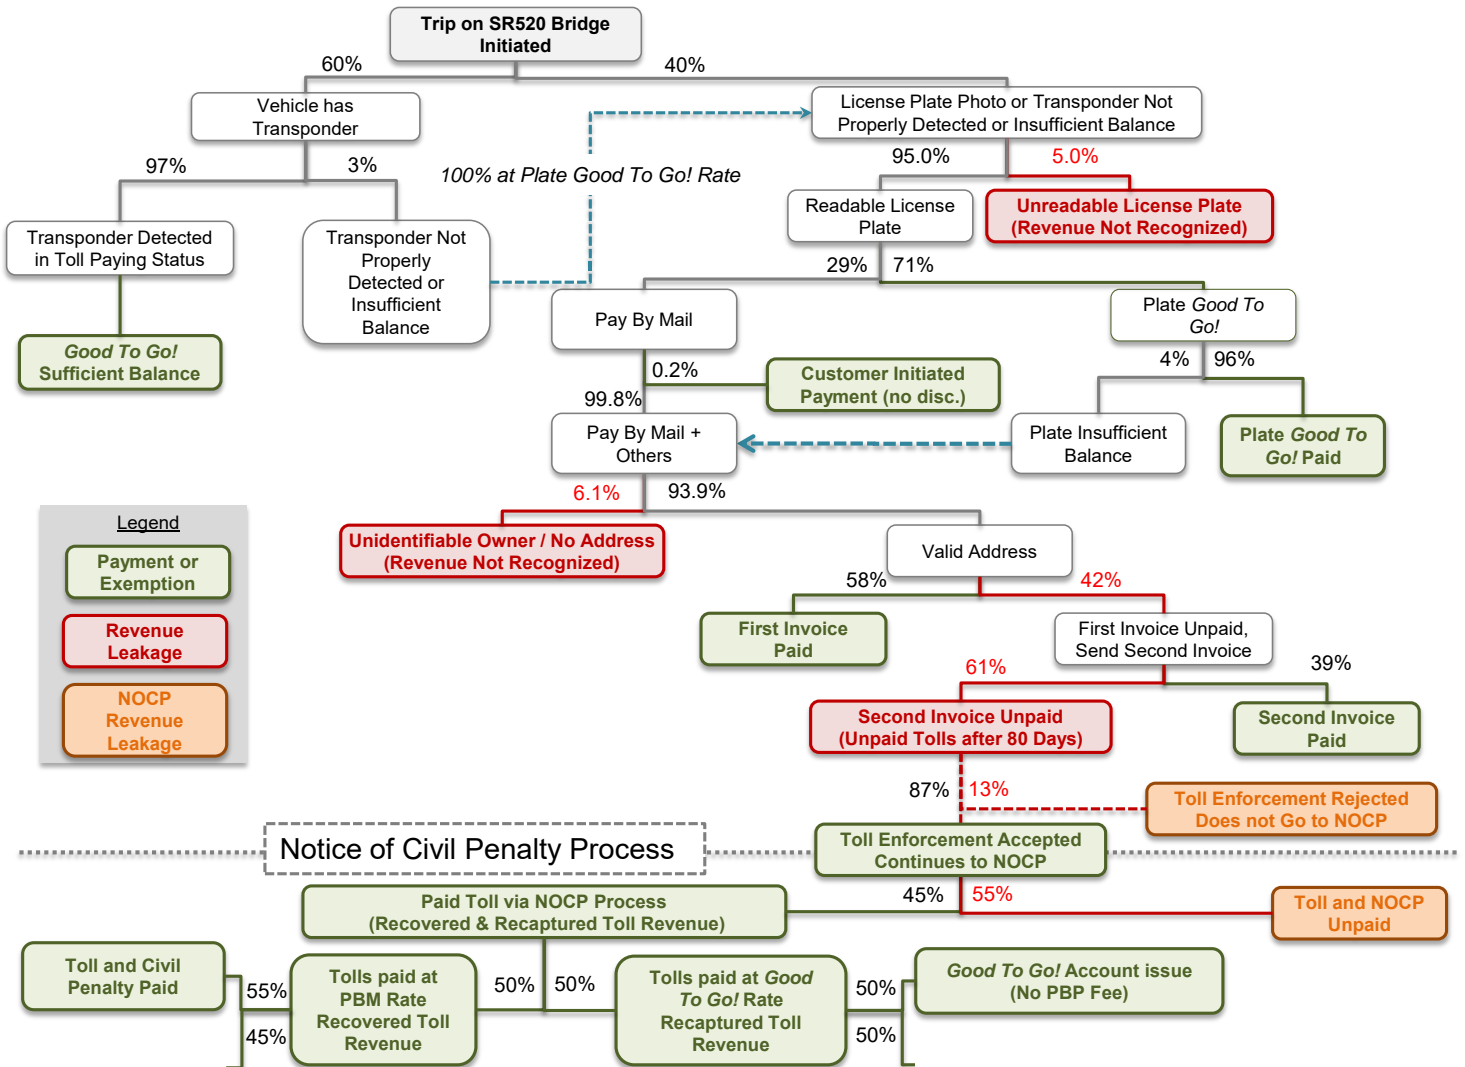 Trip on SR520 Bridge
Initiated
60%
40%
Vehicle has
Transponder
License Plate Photo or Transponder Not
Properly Detected or Insufficient Balance
97%
3%
100% at Plate Good To Go! Rate
95.0%
5.0%
Transponder Detected
in Toll Paying Status
Transponder Not
Properly
Detected or
Insufficient
Balance
Readable License
Plate
Unreadable License Plate
(Revenue Not Recognized)
29%
71%
Good To Go!
Sufficient Balance
Pay By Mail
Plate Good To
Go!
0.2%
99.8%
Customer Initiated
Payment (no disc.)
4%
96%
Pay By Mail +
Others
Plate Insufficient
Balance
Plate Good To
Go! Paid
6.1%
93.9%
Legend
Payment or
Exemption
Revenue
Leakage
NOCP
Revenue
Leakage
Unidentifiable Owner / No Address
(Revenue Not Recognized)
Valid Address
58%
42%
First Invoice
Paid
First Invoice Unpaid,
Send Second Invoice
61%
39%
Second Invoice Unpaid
(Unpaid Tolls after 80 Days)
Second Invoice
Paid
87%
13%
Toll Enforcement Rejected
Does not Go to NOCP
Notice of Civil Penalty Process
Toll Enforcement Accepted
Continues to NOCP
45%
55%
Paid Toll via NOCP Process
(Recovered & Recaptured Toll Revenue)
Toll and NOCP
Unpaid
Toll and Civil
Penalty Paid
55%
45%
Tolls paid at
PBM Rate
Recovered Toll
Revenue
50%
50%
Tolls paid at Good
To Go! Rate
Recaptured Toll
Revenue
50%
50%
Good To Go! Account issue
(No PBP Fee)